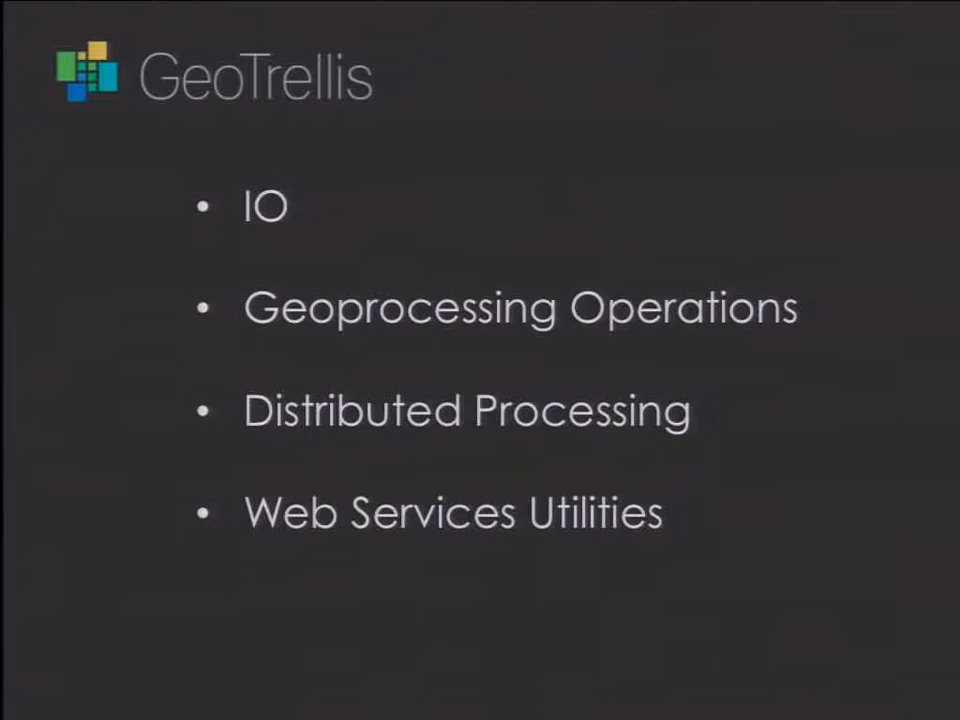 GeoTrellis
• IO
• Geoprocessing Operations
• Distributed Processing
• Web Services Utilities